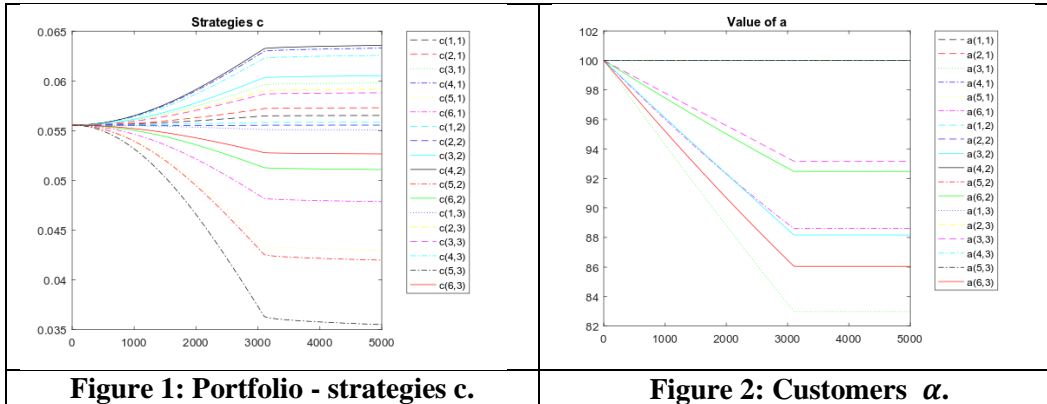 Strategies c
0.065
0.06
0.055
0.05
0.045
0.04
0.035
0
1000
2000
3000
4000
5000
c(1,1)
c(2,1)
c(3,1)
c(4,1)
c(5,1)
c(6,1)
c(1,2)
c(2,2)
c(3,2)
c(4,2)
c(5,2)
c(6,2)
c(1,3)
c(2,3)
c(3,3)
c(4,3)
c(5,3)
c(6,3)
Figure 1: Portfolio - strategies c.
Value of a
102
100
98
96
94
92
90
88
86
84
82
0
1000
2000
3000
4000
5000
a(1,1)
a(2,1)
a(3,1)
a(4,1)
a(5,1)
a(6,1)
a(1,2)
a(2,2)
a(3,2)
a(4,2)
a(5,2)
a(6,2)
a(1,3)
a(2,3)
a(3,3)
a(4,3)
a(5,3)
a(6,3)
Figure 2: Customers α.